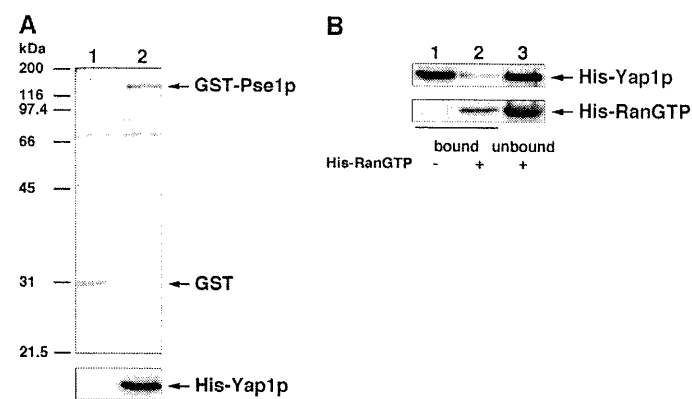 A
kDa
1 2
200
116
97.4
66
45
31
21.5
GST-Pse1p
GST
His-Yap1p
B
1 2 3
His-Yap1p
His-RanGTP
bound unbound
His-RanGTP - + +